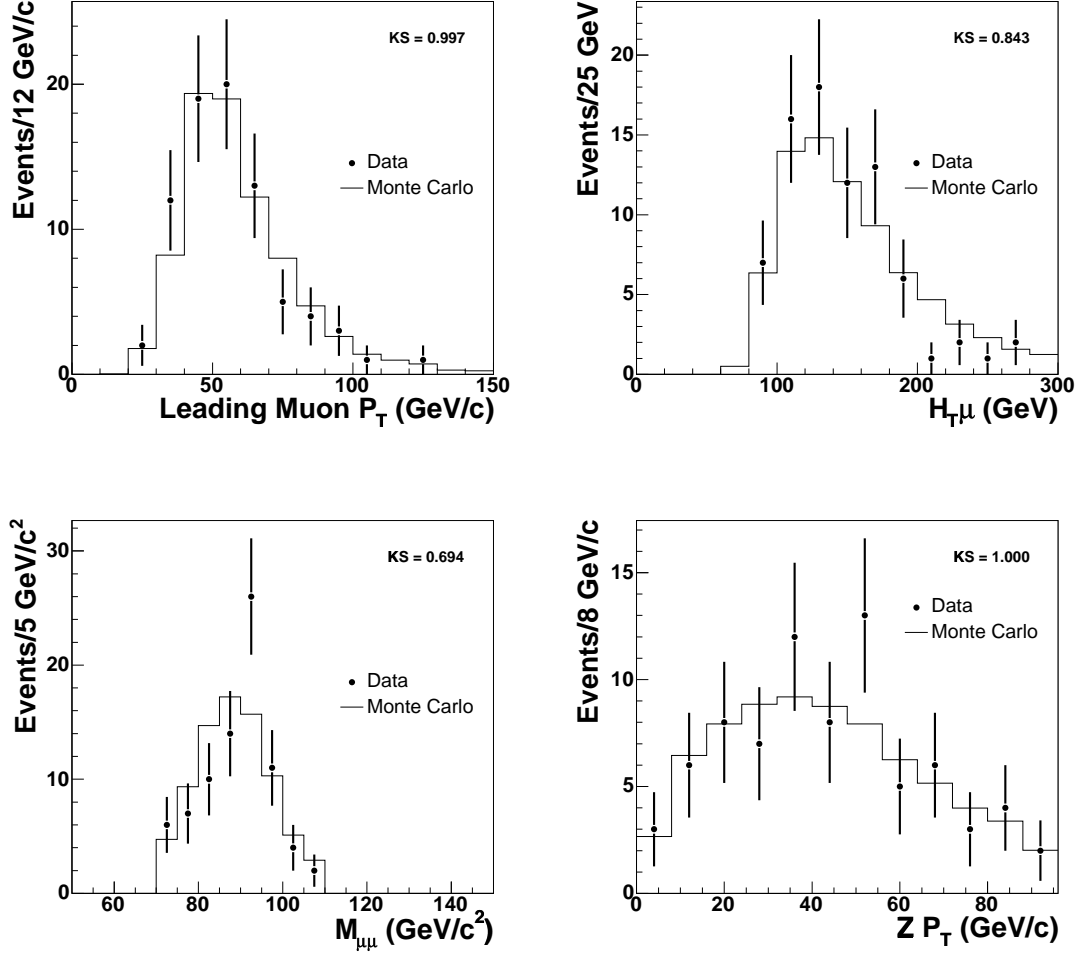 Events/12 GeV/c
KS = 0.997
Data
Monte Carlo
20
10
0
0 50 100 150
Leading Muon P_T (GeV/c)
Events/25 GeV
KS = 0.843
Data
Monte Carlo
20
15
10
5
0
0 100 200 300
H_Tμ (GeV)
Events/5 GeV/c²
KS = 0.694
Data
Monte Carlo
30
20
10
0
60 80 100 120 140
M_μμ (GeV/c²)
Events/8 GeV/c
KS = 1.000
Data
Monte Carlo
15
10
5
0
0 20 40 60 80
Z P_T (GeV/c)